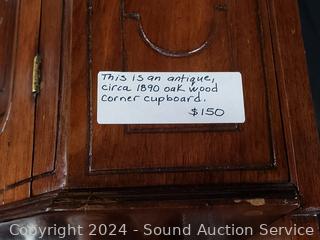 This is an antique,
circa 1890 oak wood
corner cupboard.
$150
Copyright 2024 - Sound Auction Service